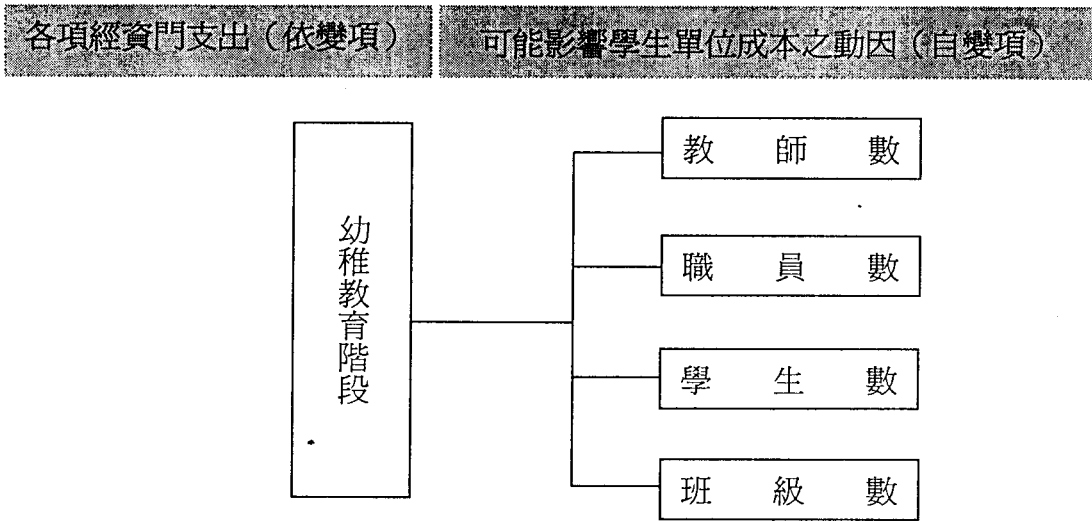 各項經資門支出(依變項)
可能影響學生單位成本之動因(自變項)
幼稚教育階段
教師數
職員數
學生數
班級數